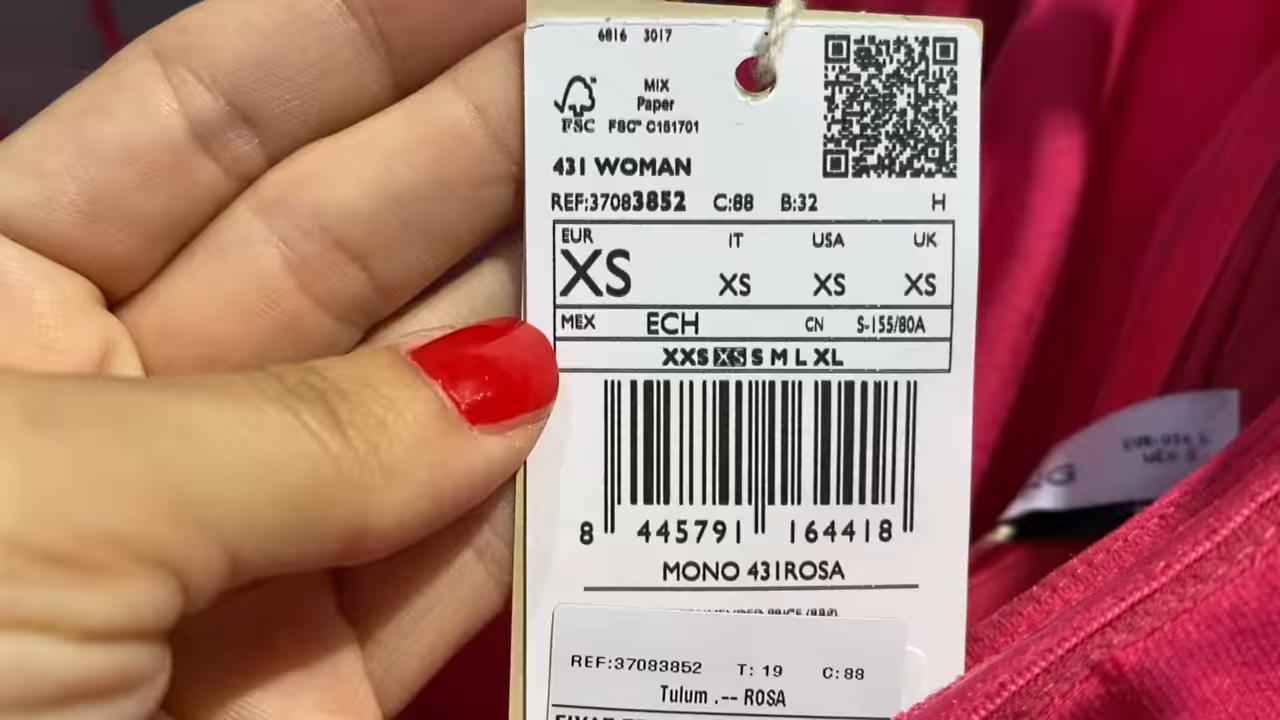 6816 3017
MIX
Paper
FSC™ C151701
FSC
431 WOMAN
REF:37083852 C:88 B:32 H
EUR IT USA UK
XS XS XS XS
MEX ECH CN S-155/80A
XXS XS S M L XL
8 445791 164418
MONO 431ROSA
REF:37083852 T: 19 C: 88
Tulum .-- ROSA